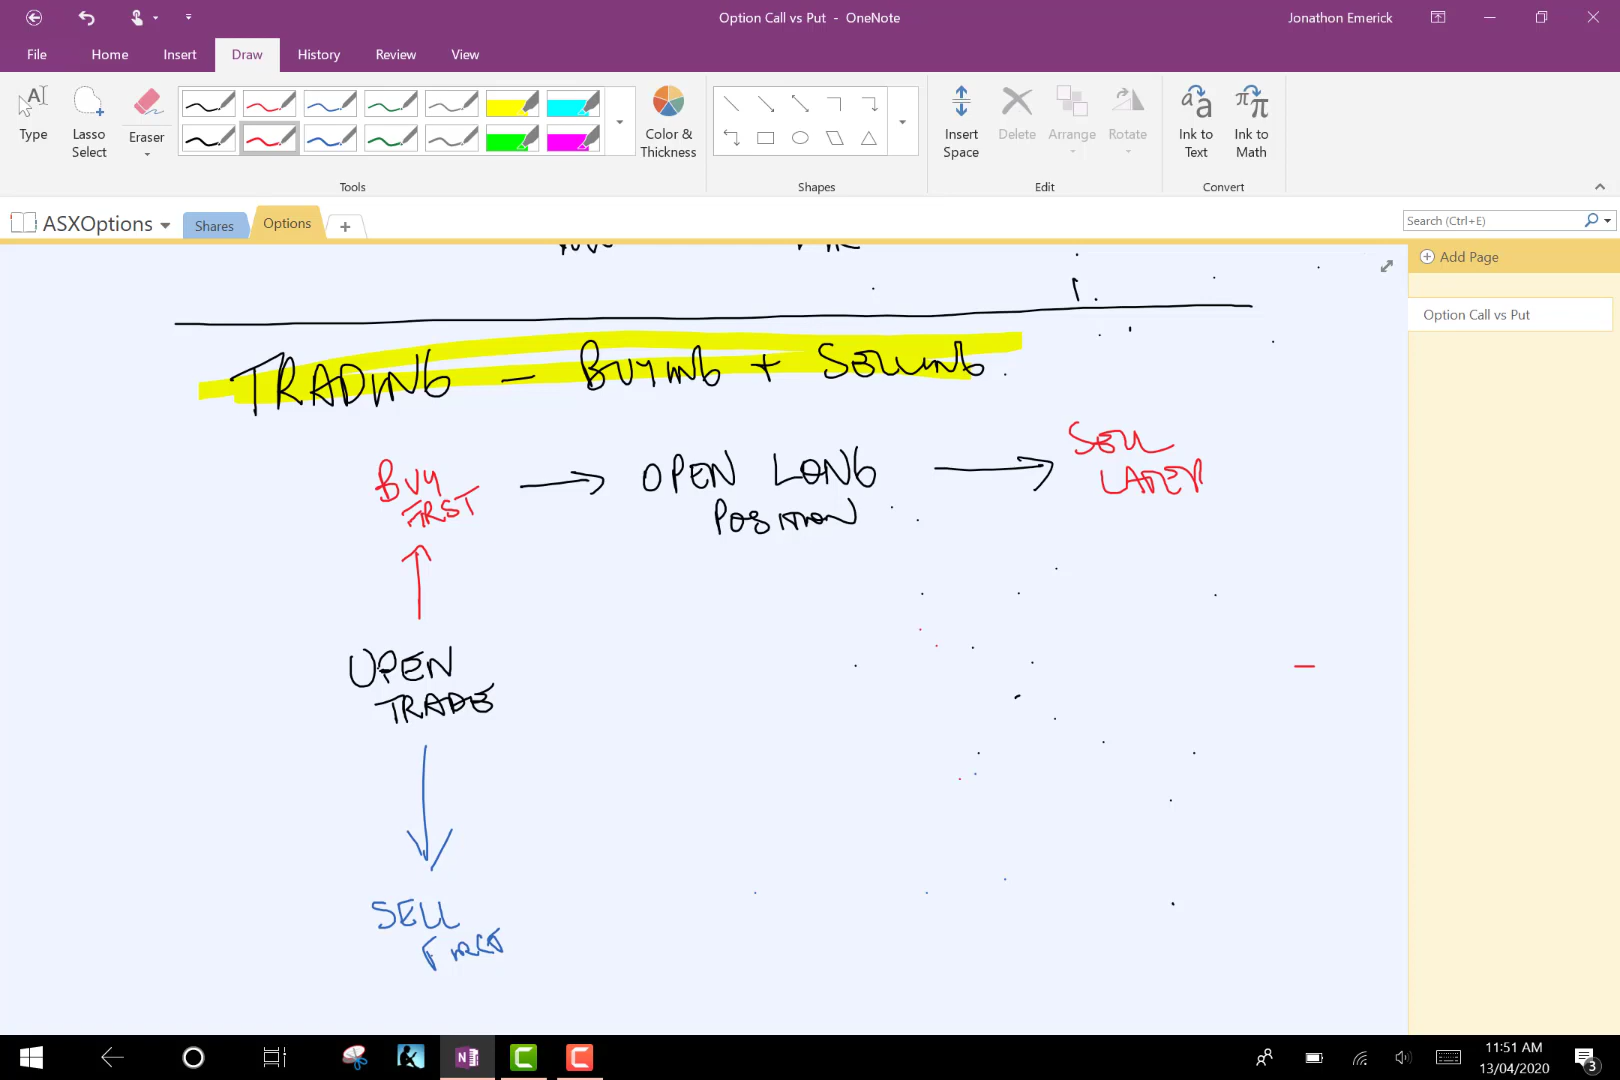 Option Call vs Put - OneNote
Jonathon Emerick
File Home Insert Draw History Review View
Type
Lasso Select
Eraser
Color & Thickness
Insert Space
Delete
Arrange
Rotate
Ink to Text
Ink to Math
Tools
Shapes
Edit
Convert
ASXOptions
Shares
Options
Search (Ctrl+E)
Add Page
Option Call vs Put
TRADING - BUYING + SELLING
BUY
FIRST
OPEN LONG
POSITION
SELL
LATER
OPEN
TRADE
SELL
FIRST
11:51 AM
13/04/2020
3